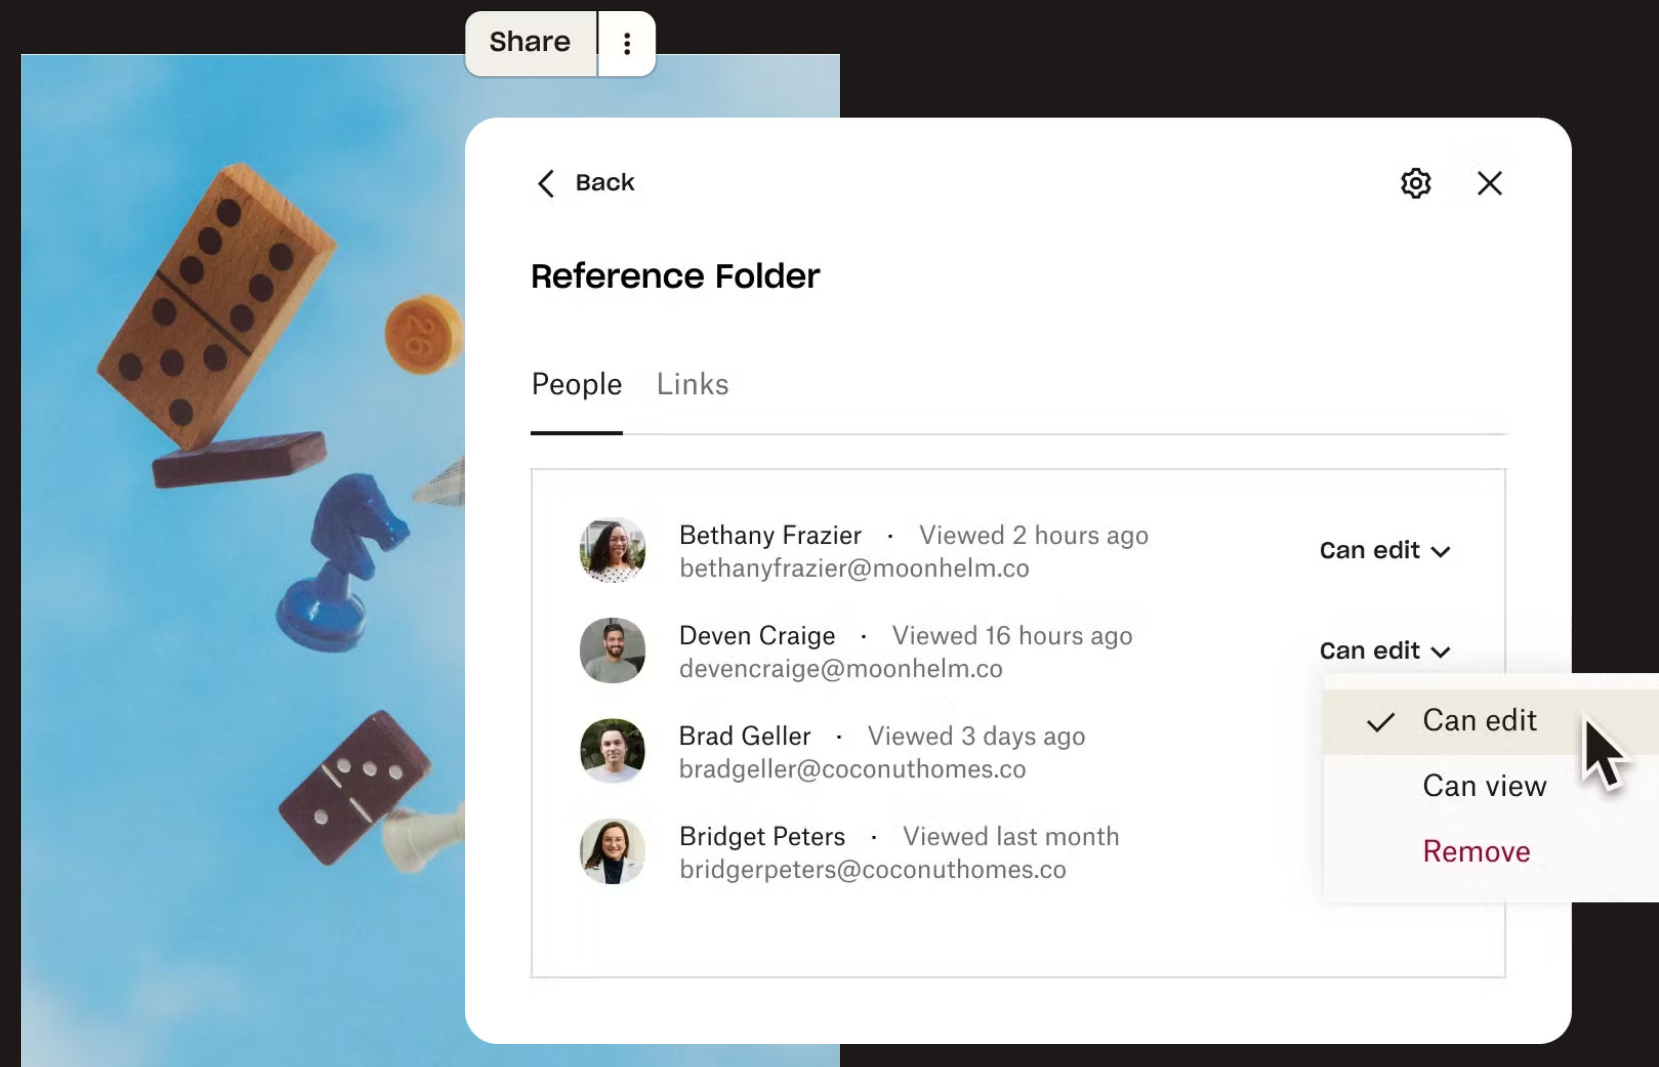 Share
Back
Reference Folder
People Links
Bethany Frazier · Viewed 2 hours ago
bethanyfrazier@moonhelm.co
Can edit
Deven Craige · Viewed 16 hours ago
devencraige@moonhelm.co
Can edit
Brad Geller · Viewed 3 days ago
bradgeller@coconuthomes.co
Bridget Peters · Viewed last month
bridgerpeters@coconuthomes.co
Can edit
Can view
Remove
26